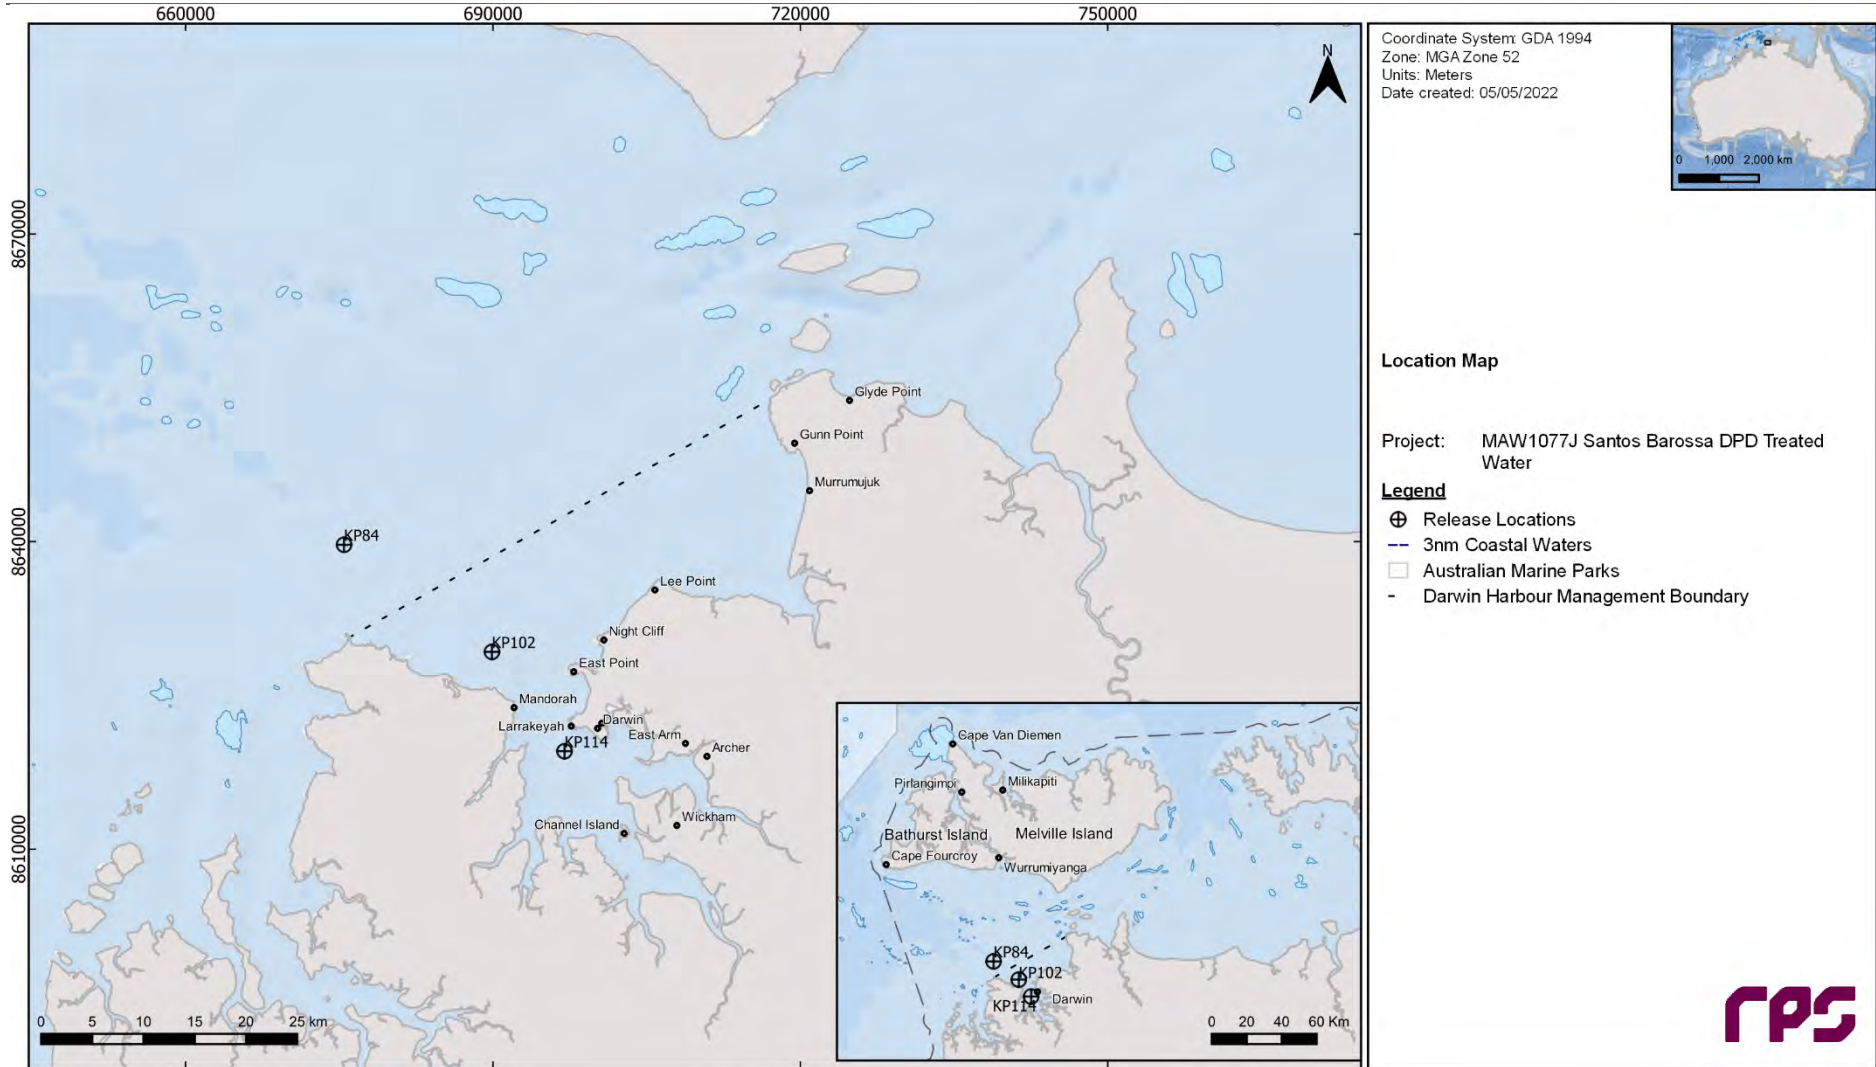 660000
690000
720000
750000
8670000
8640000
8610000
N
Glyde Point
Gunn Point
Murrumujuk
KP84
Lee Point
Night Cliff
KP102
East Point
Mandorah
Larrakeyah
Darwin
East Arm
KP114
Archer
Channel Island
Wickham
0 5 10 15 20 25 km
Cape Van Diemen
Pirlangimpi
Milikapiti
Bathurst Island
Melville Island
Cape Fourcroy
Wurrumiyanga
KP84
KP102
KP114
Darwin
0 20 40 60 Km
Coordinate System: GDA 1994
Zone: MGA Zone 52
Units: Meters
Date created: 05/05/2022
0 1,000 2,000 km
Location Map
Project: MAW1077J Santos Barossa DPD Treated
Water
Legend
Release Locations
3nm Coastal Waters
Australian Marine Parks
Darwin Harbour Management Boundary
rps